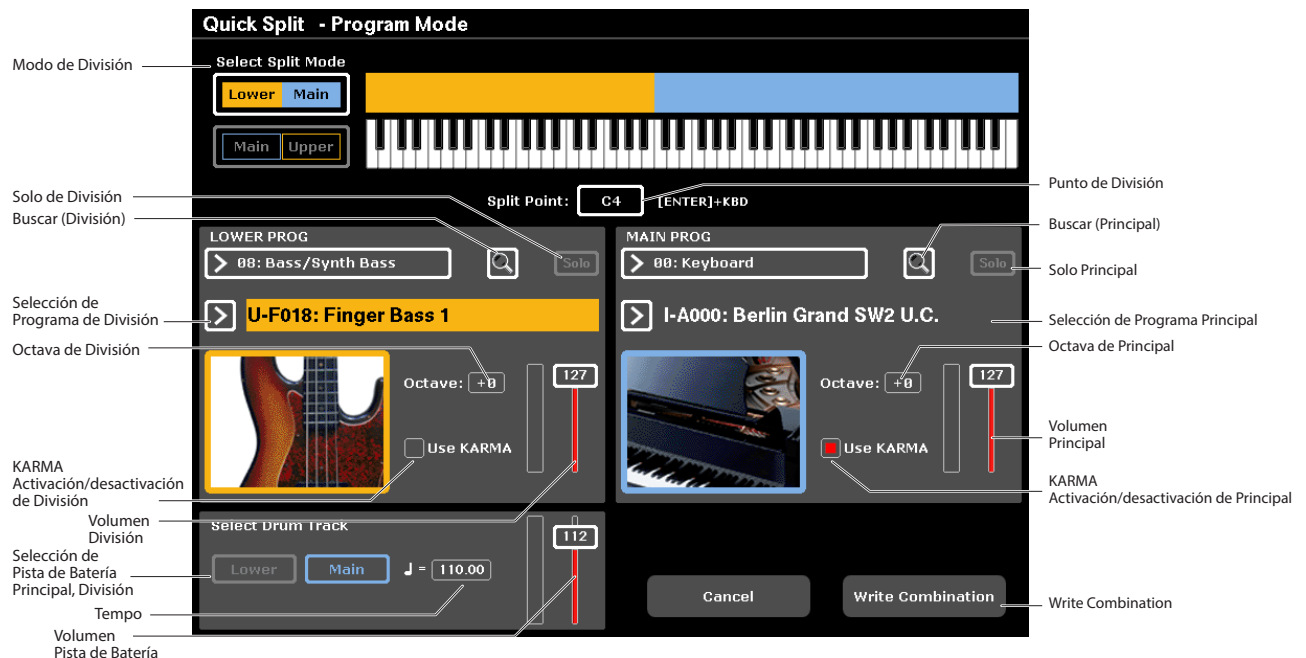 Quick Split - Program Mode
Modo de División
Select Split Mode
Lower Main
Main Upper
Solo de División
Buscar (División)
Split Point: C4 [ENTER]+KBD
Punto de División
Buscar (Principal)
Solo Principal
LOWER PROG
08: Bass/Synth Bass
Solo
MAIN PROG
00: Keyboard
Solo
Selección de
Programa de División
U-F018: Finger Bass 1
I-A000: Berlin Grand SW2 U.C.
Selección de Programa Principal
Octava de División
Octava de Principal
Octave: +0
127
Octave: +0
127
Use KARMA
Use KARMA
Volumen
Principal
KARMA
Activación/desactivación
de División
KARMA
Activación/desactivación de Principal
Volumen
División
Select Drum Track
112
Selección de
Pista de Batería
Principal, División
Lower Main ♩ = 110.00
Cancel
Write Combination
Write Combination
Tempo
Volumen
Pista de Batería